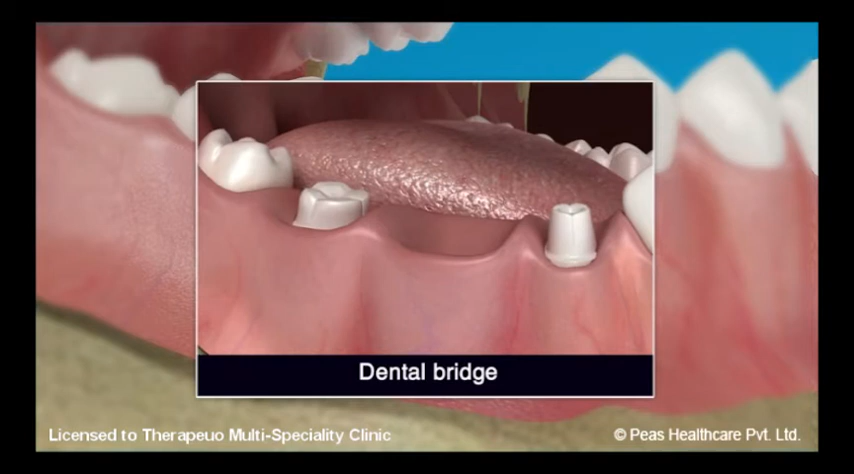 Dental bridge
Licensed to Therapeuo Multi-Speciality Clinic
© Peas Healthcare Pvt. Ltd.